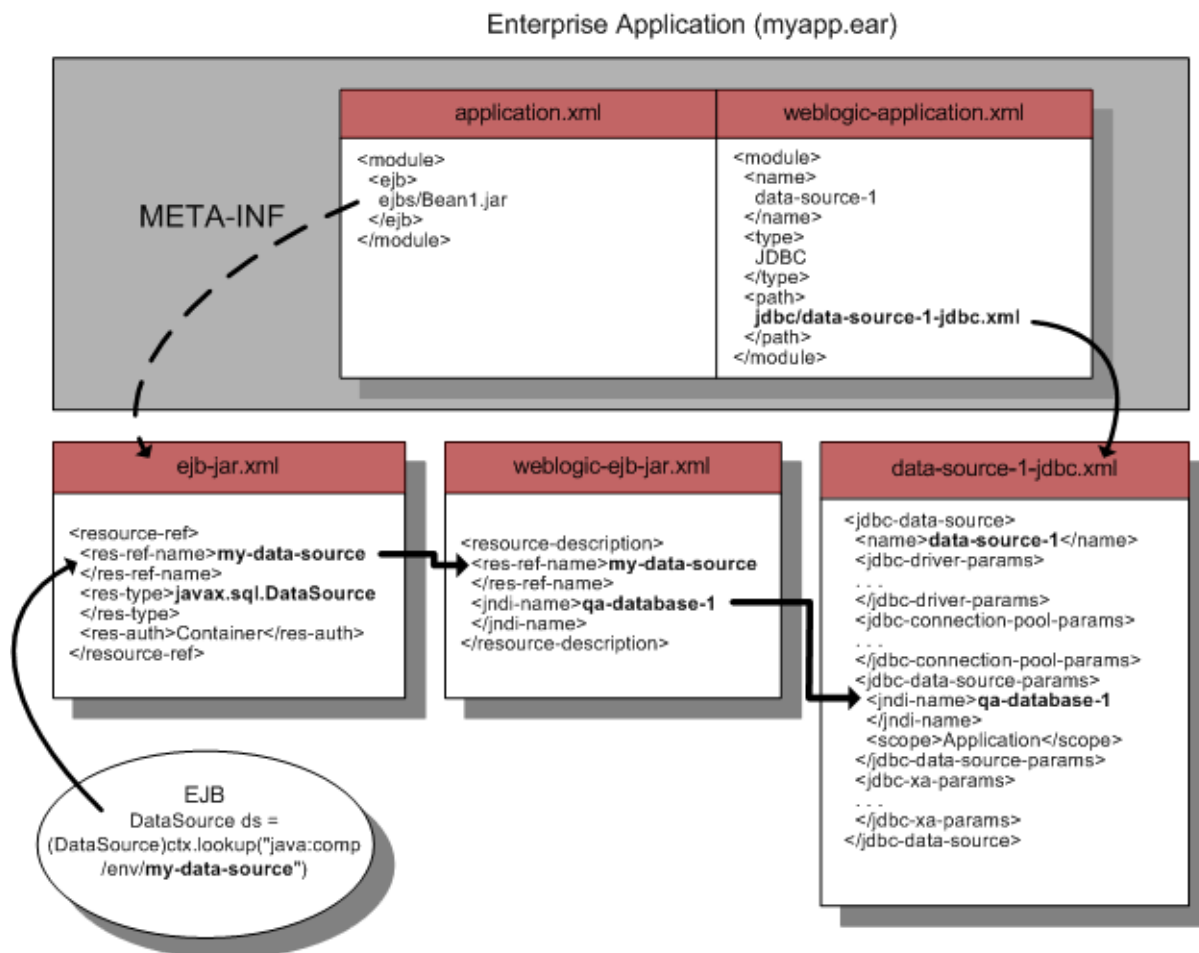 Enterprise Application (myapp.ear)
META-INF
application.xml
<module>
<ejb>
ejbs/Bean1.jar
</ejb>
</module>
weblogic-application.xml
<module>
<name>
data-source-1
</name>
<type>
JDBC
</type>
<path>
jdbc/data-source-1-jdbc.xml
</path>
</module>
ejb-jar.xml
<resource-ref>
<res-ref-name>my-data-source
</res-ref-name>
<res-type>javax.sql.DataSource
</res-type>
<res-auth>Container</res-auth>
</resource-ref>
weblogic-ejb-jar.xml
<resource-description>
<res-ref-name>my-data-source
</res-ref-name>
<jndi-name>qa-database-1
</jndi-name>
</resource-description>
data-source-1-jdbc.xml
<jdbc-data-source>
<name>data-source-1</name>
<jdbc-driver-params>
. . .
</jdbc-driver-params>
<jdbc-connection-pool-params>
. . .
</jdbc-connection-pool-params>
<jdbc-data-source-params>
<jndi-name>qa-database-1
</jndi-name>
<scope>Application</scope>
</jdbc-data-source-params>
<jdbc-xa-params>
. . .
</jdbc-xa-params>
</jdbc-data-source>
EJB
DataSource ds =
(DataSource)ctx.lookup("java:comp
/env/my-data-source")